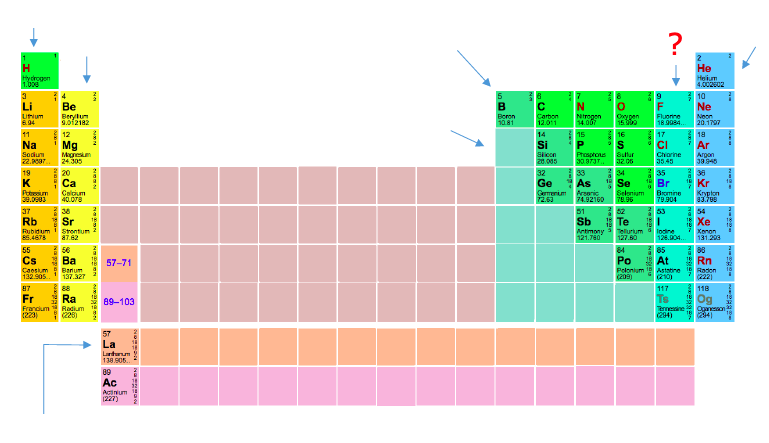 ?
1
H
Hydrogen
1.008
2
He
Helium
4.002602
3
Li
Lithium
6.94
4
Be
Beryllium
9.012182
5
B
Boron
10.81
6
C
Carbon
12.011
7
N
Nitrogen
14.007
8
O
Oxygen
15.999
9
F
Fluorine
18.9984...
10
Ne
Neon
20.1797
11
Na
Sodium
22.9897...
12
Mg
Magnesium
24.305
14
Si
Silicon
28.085
15
P
Phosphorus
30.9737...
16
S
Sulfur
32.06
17
Cl
Chlorine
35.45
18
Ar
Argon
39.948
19
K
Potassium
39.0983
20
Ca
Calcium
40.078
32
Ge
Germanium
72.63
33
As
Arsenic
74.92160
34
Se
Selenium
78.96
35
Br
Bromine
79.904
36
Kr
Krypton
83.798
37
Rb
Rubidium
85.4678
38
Sr
Strontium
87.62
51
Sb
Antimony
121.760
52
Te
Tellurium
127.60
53
I
Iodine
126.904...
54
Xe
Xenon
131.293
55
Cs
Caesium
132.905...
56
Ba
Barium
137.327
57–71
84
Po
Polonium
(209)
85
At
Astatine
(210)
86
Rn
Radon
(222)
87
Fr
Francium
(223)
88
Ra
Radium
(226)
89–103
117
Ts
Tennessine
(294)
118
Og
Oganesson
(294)
57
La
Lanthanum
138.905...
89
Ac
Actinium
(227)